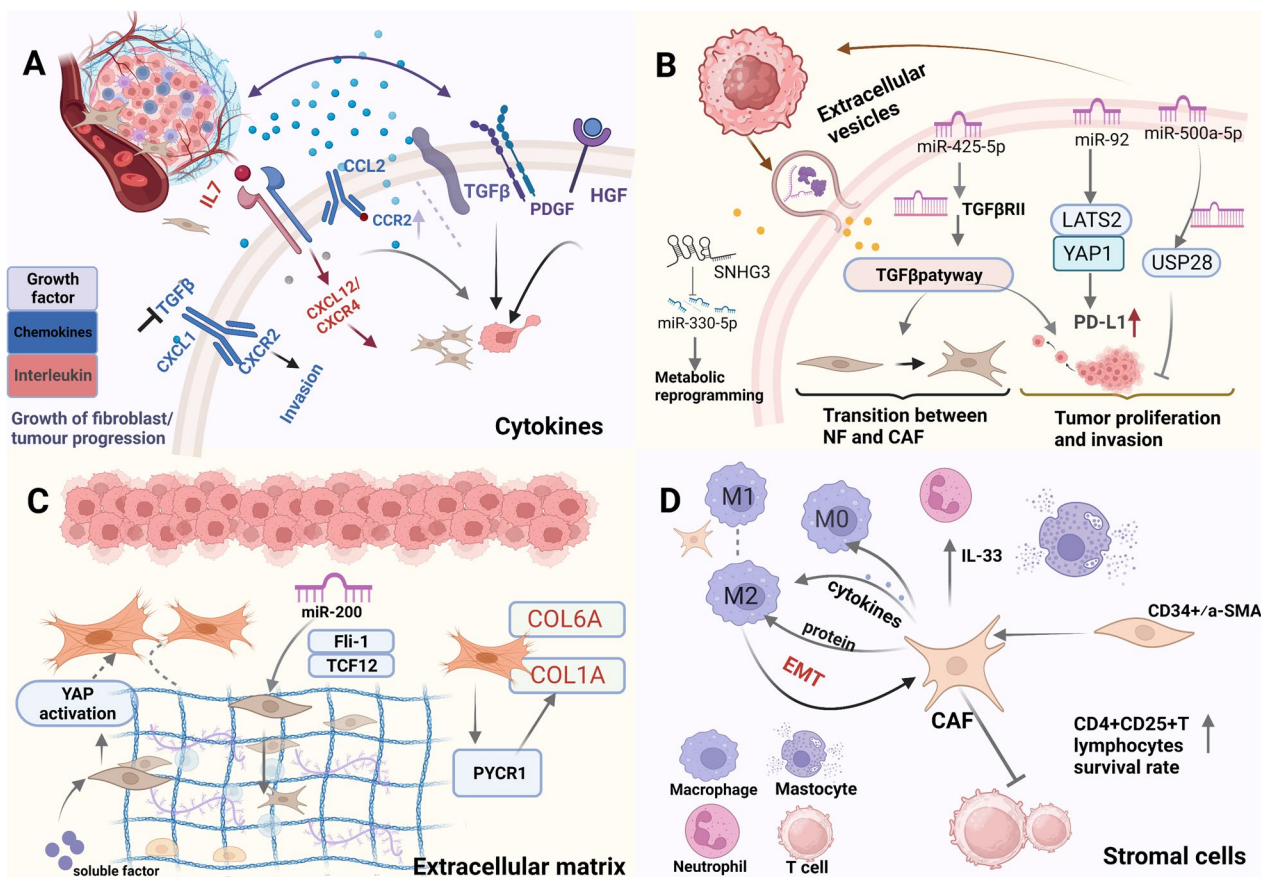 A
IL7
CCL2
CCR2
TGFβ
PDGF
HGF
Growth
factor
Chemokines
Interleukin
TGFβ
CXCL1
CXCR2
Invasion
CXCL12/
CXCR4
Growth of fibroblast/
tumour progression
Cytokines
B
Extracellular
vesicles
miR-425-5p
miR-92
miR-500a-5p
TGFβRII
LATS2
YAP1
USP28
SNHG3
miR-330-5p
Metabolic
reprogramming
TGFβpatyway
PD-L1
Transition between
NF and CAF
Tumor proliferation
and invasion
C
miR-200
Fli-1
TCF12
COL6A
COL1A
YAP
activation
PYCR1
soluble factor
Extracellular matrix
D
M1
M0
M2
IL-33
cytokines
protein
EMT
CD34+/a-SMA
CAF
CD4+CD25+T
lymphocytes
survival rate
Macrophage
Mastocyte
Neutrophil
T cell
Stromal cells